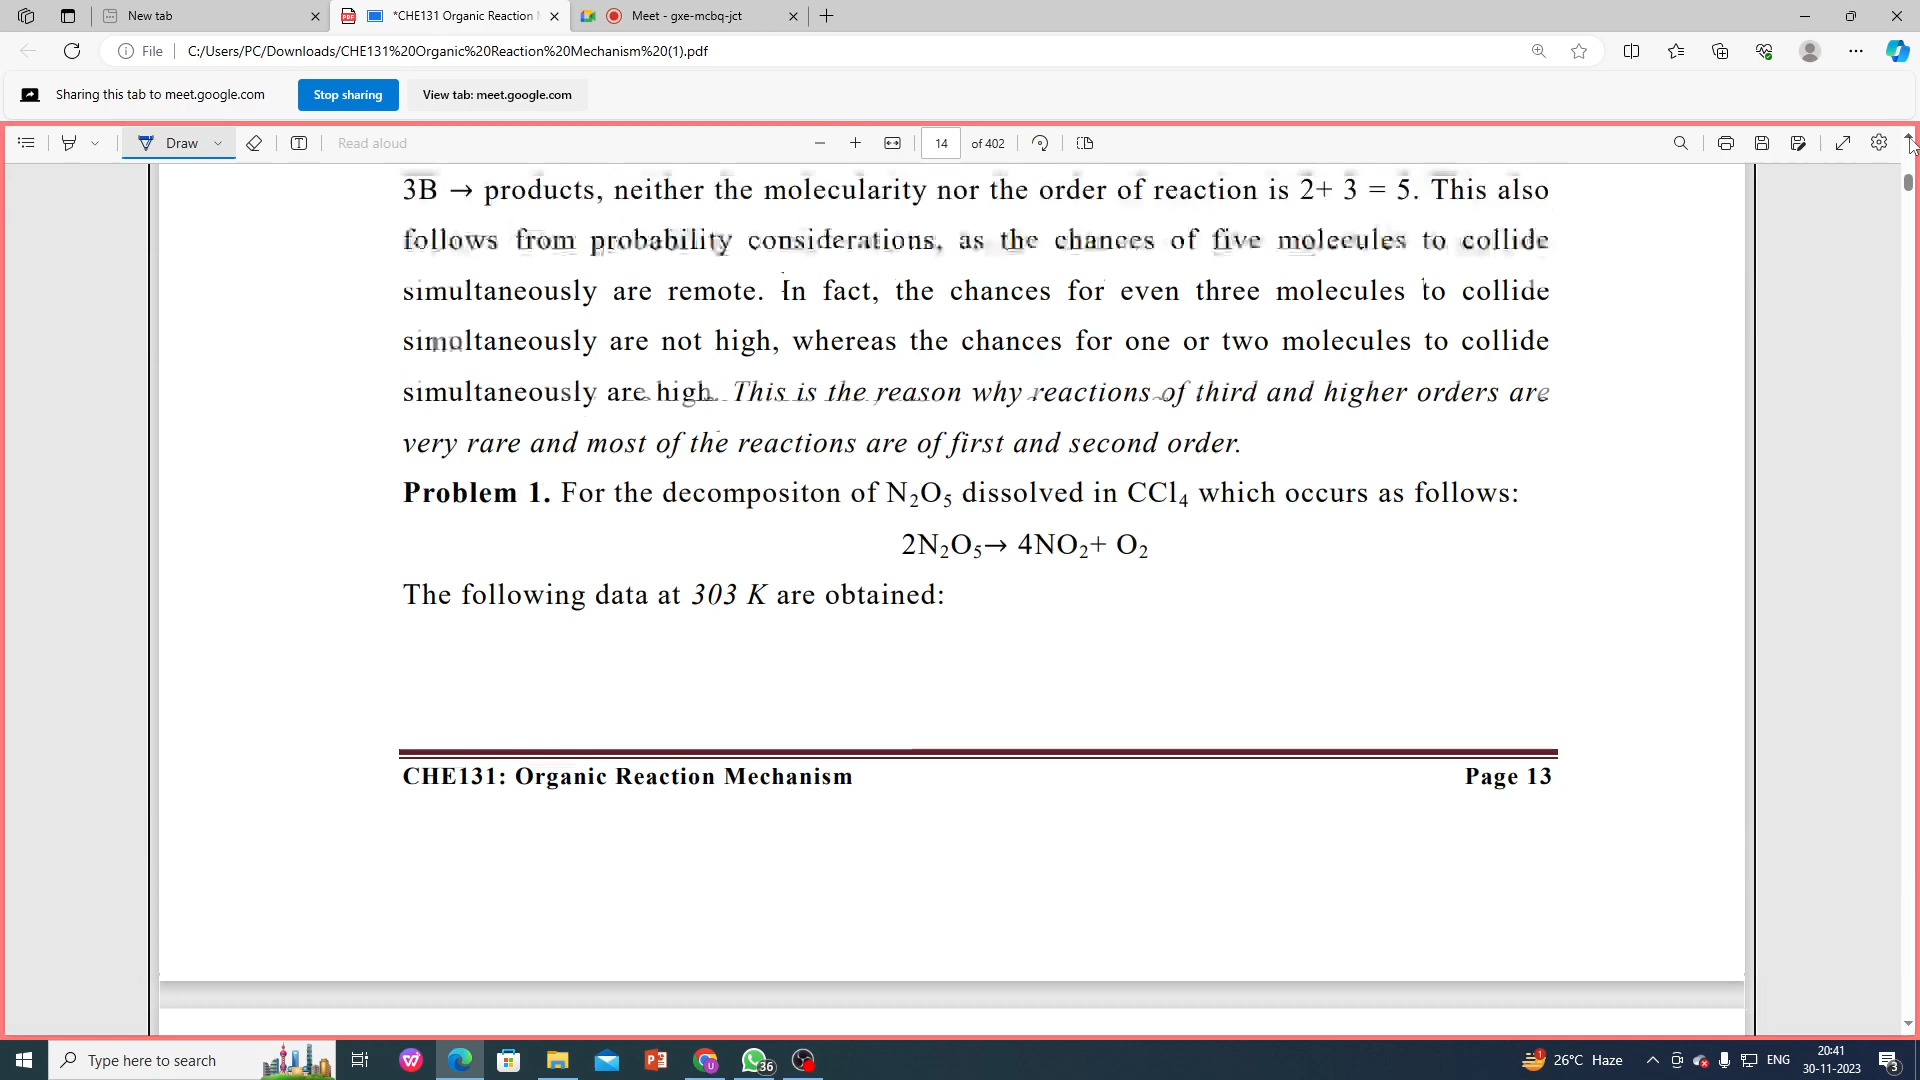 New tab
*CHE131 Organic Reaction M
Meet - gxe-mcbq-jct
File
C:/Users/PC/Downloads/CHE131%20Organic%20Reaction%20Mechanism%20(1).pdf
Sharing this tab to meet.google.com
Stop sharing
View tab: meet.google.com
Draw
Read aloud
14
of 402
3B → products, neither the molecularity nor the order of reaction is 2+ 3 = 5. This also
follows from probability considerations, as the chances of five molecules to collide
simultaneously are remote. In fact, the chances for even three molecules to collide
simultaneously are not high, whereas the chances for one or two molecules to collide
simultaneously are high. This is the reason why reactions of third and higher orders are
very rare and most of the reactions are of first and second order.
Problem 1. For the decompositon of N₂O₅ dissolved in CCl₄ which occurs as follows:
2N₂O₅→ 4NO₂+ O₂
The following data at 303 K are obtained:
CHE131: Organic Reaction Mechanism
Page 13
Type here to search
36
26°C Haze
ENG
20:41
30-11-2023
3